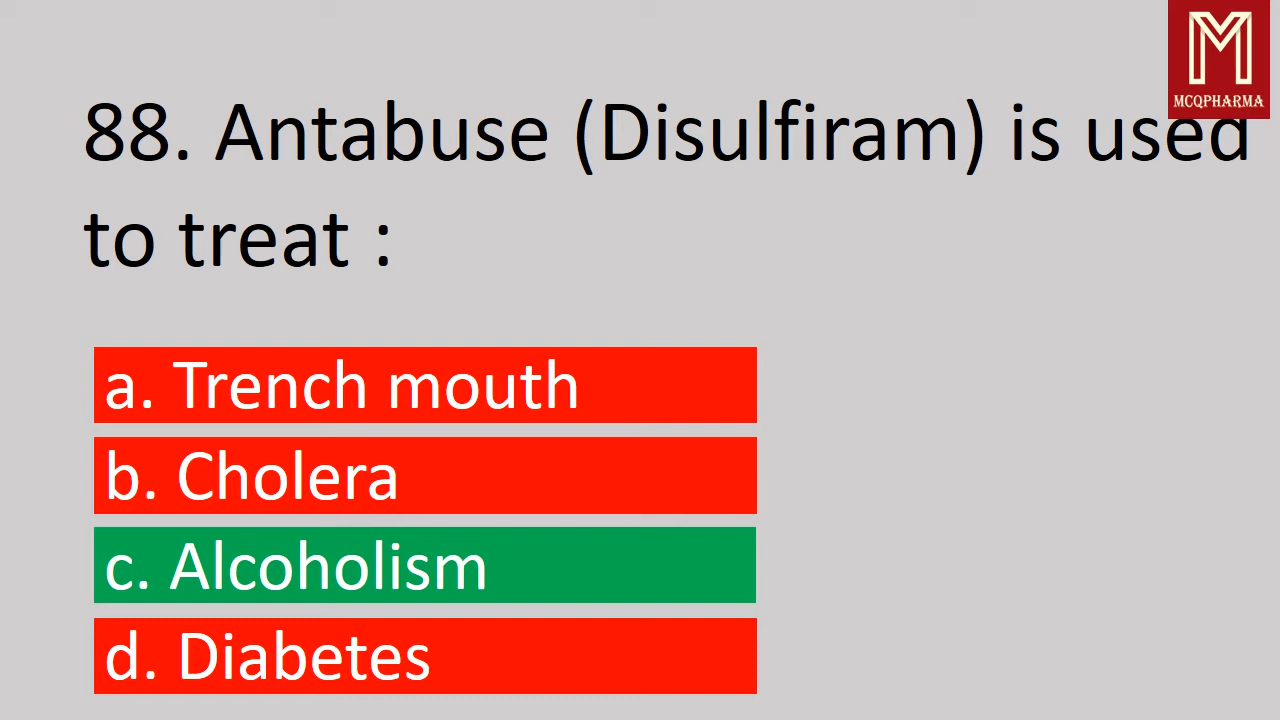 M
MCQPHARMA
88. Antabuse (Disulfiram) is used
to treat :
a. Trench mouth
b. Cholera
c. Alcoholism
d. Diabetes